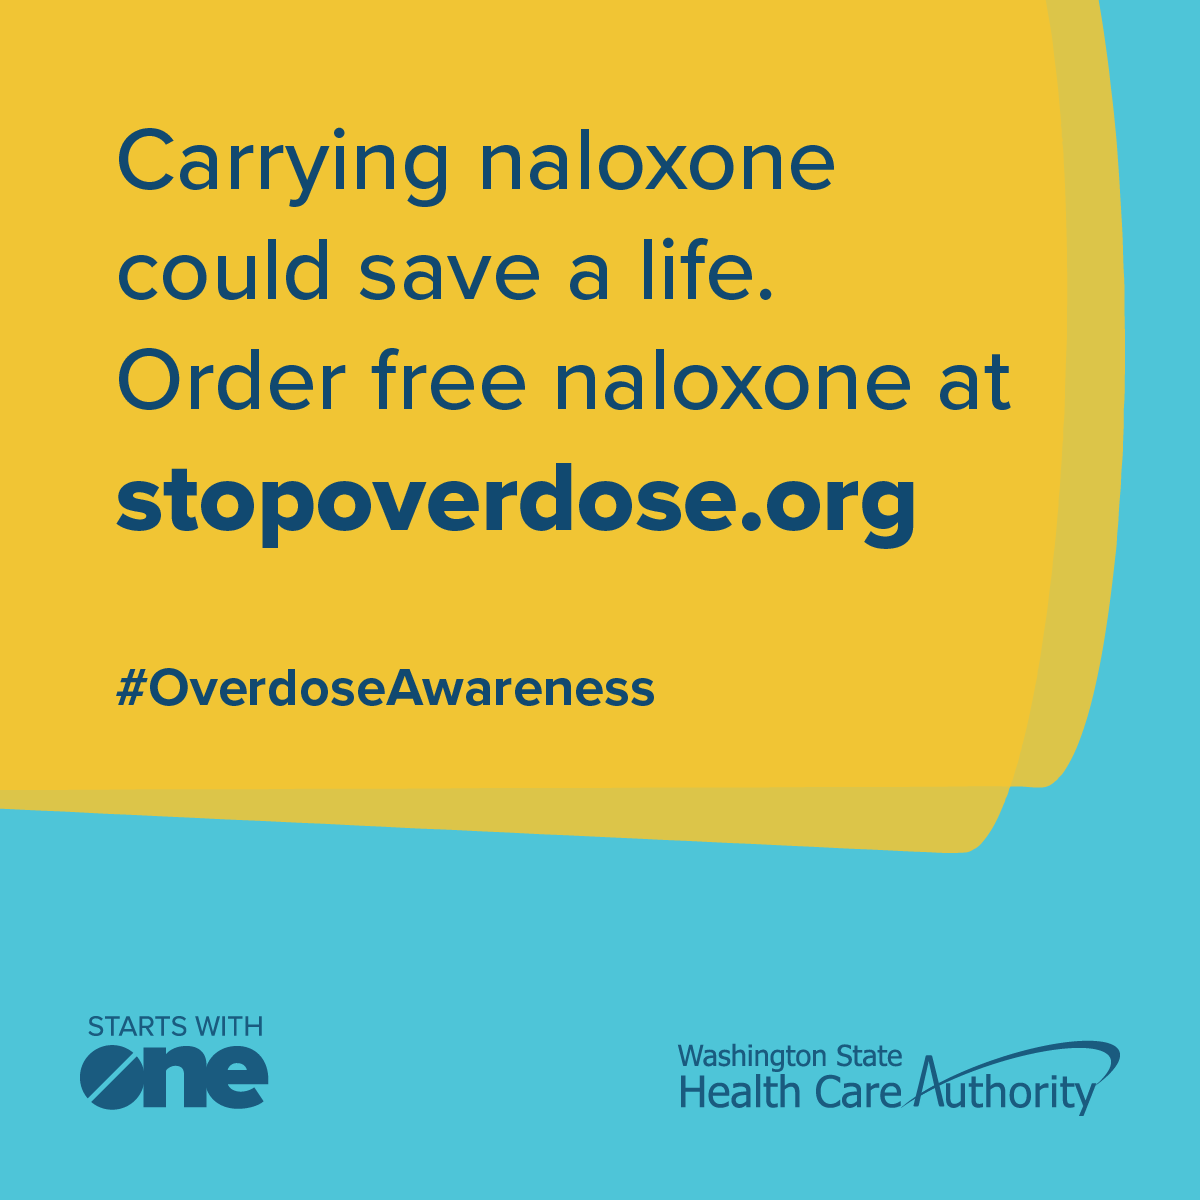 Carrying naloxone
could save a life.
Order free naloxone at
stopoverdose.org
#OverdoseAwareness
STARTS WITH
one
Washington State
Health Care Authority